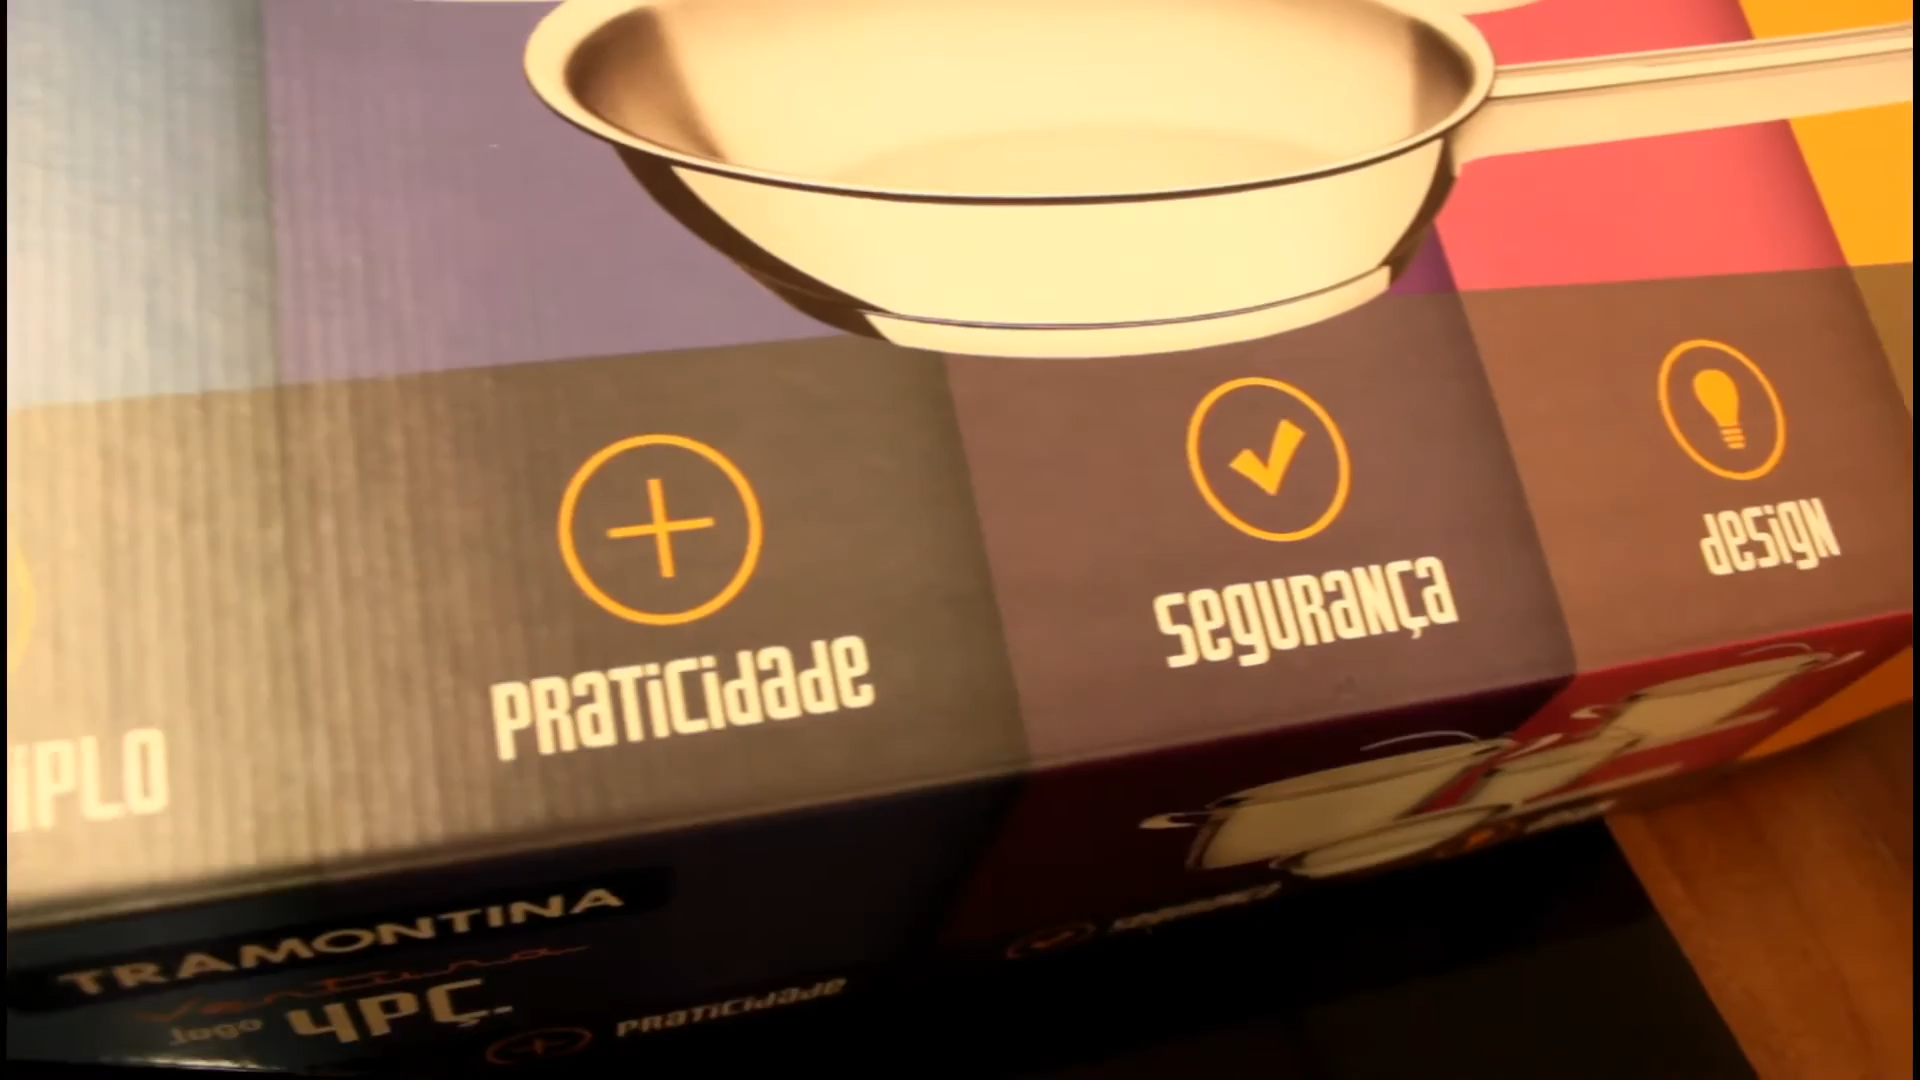 IPLO
PRATICIDADE
SEGURANÇA
DESIGN
TRAMONTINA
Ventura
Jogo 4PÇ.
PRATICIDADE